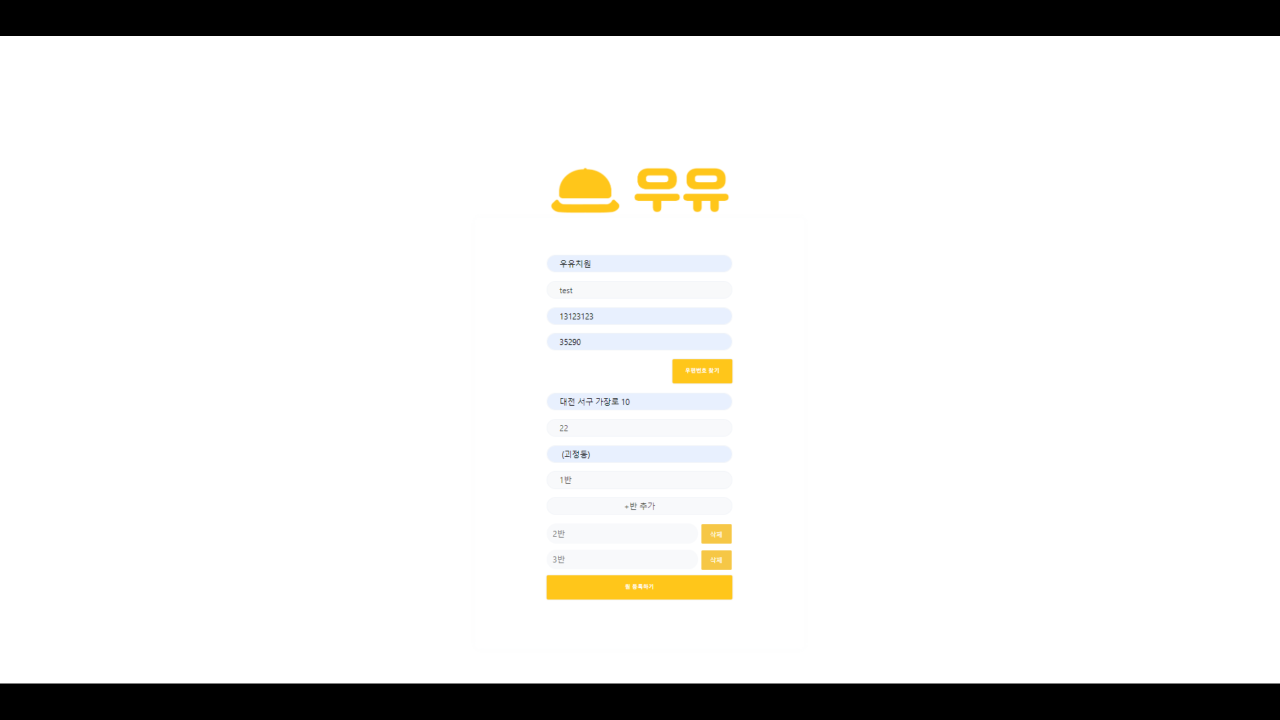 우유
우유치원
test
13123123
35290
우편번호 찾기
대전 서구 가장로 10
22
(괴정동)
1반
+반 추가
2반
삭제
3반
삭제